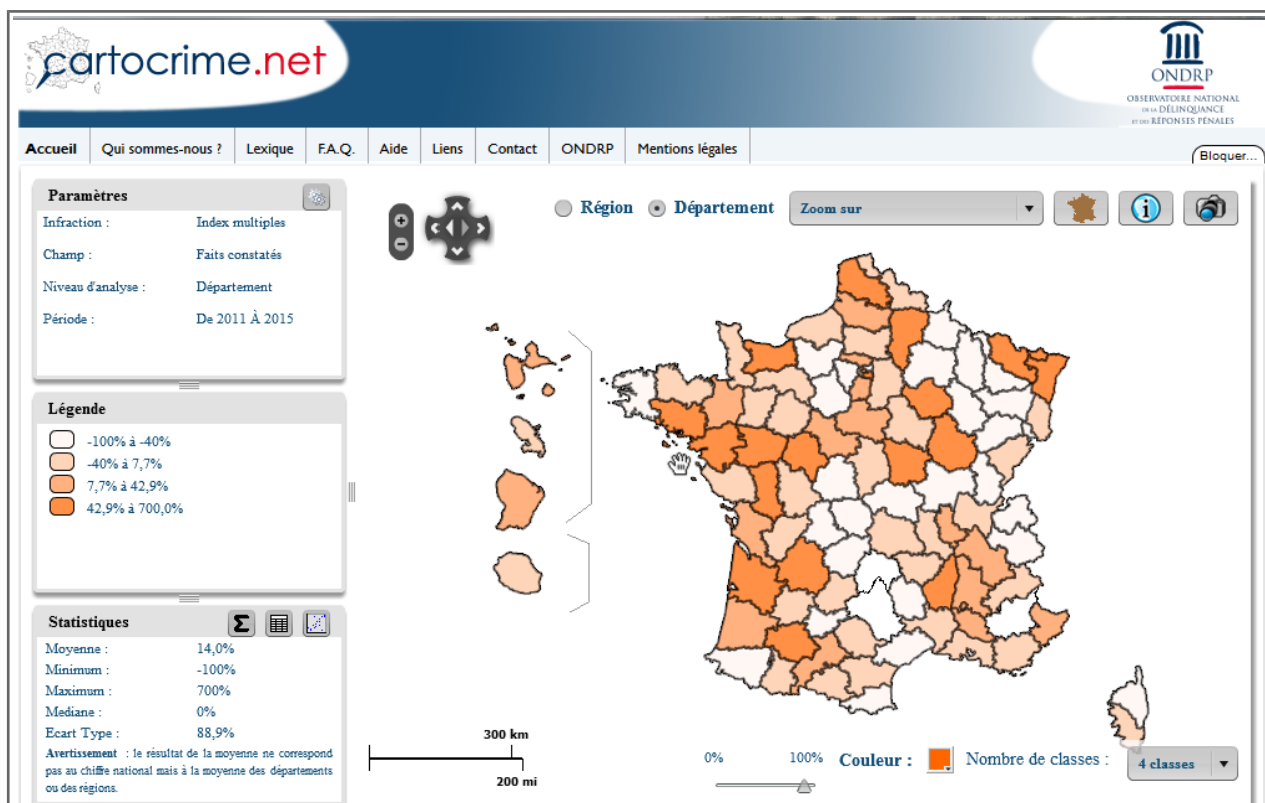 cartocrime.net
ONDRP
OBSERVATOIRE NATIONAL
DE LA DÉLINQUANCE
ET DES RÉPONSES PÉNALES
Accueil
Qui sommes-nous ?
Lexique
F.A.Q.
Aide
Liens
Contact
ONDRP
Mentions légales
Bloquer...
Paramètres
Infraction : Index multiples
Champ : Faits constatés
Niveau d'analyse : Département
Période : De 2011 À 2015
Légende
-100% à -40%
-40% à 7,7%
7,7% à 42,9%
42,9% à 700,0%
Statistiques
Σ
Moyenne : 14,0%
Minimum : -100%
Maximum : 700%
Mediane : 0%
Ecart Type : 88,9%
Avertissement : le résultat de la moyenne ne correspond
pas au chiffre national mais à la moyenne des départements
ou des régions.
Région
Département
Zoom sur
i
300 km
200 mi
0%
100%
Couleur :
Nombre de classes :
4 classes